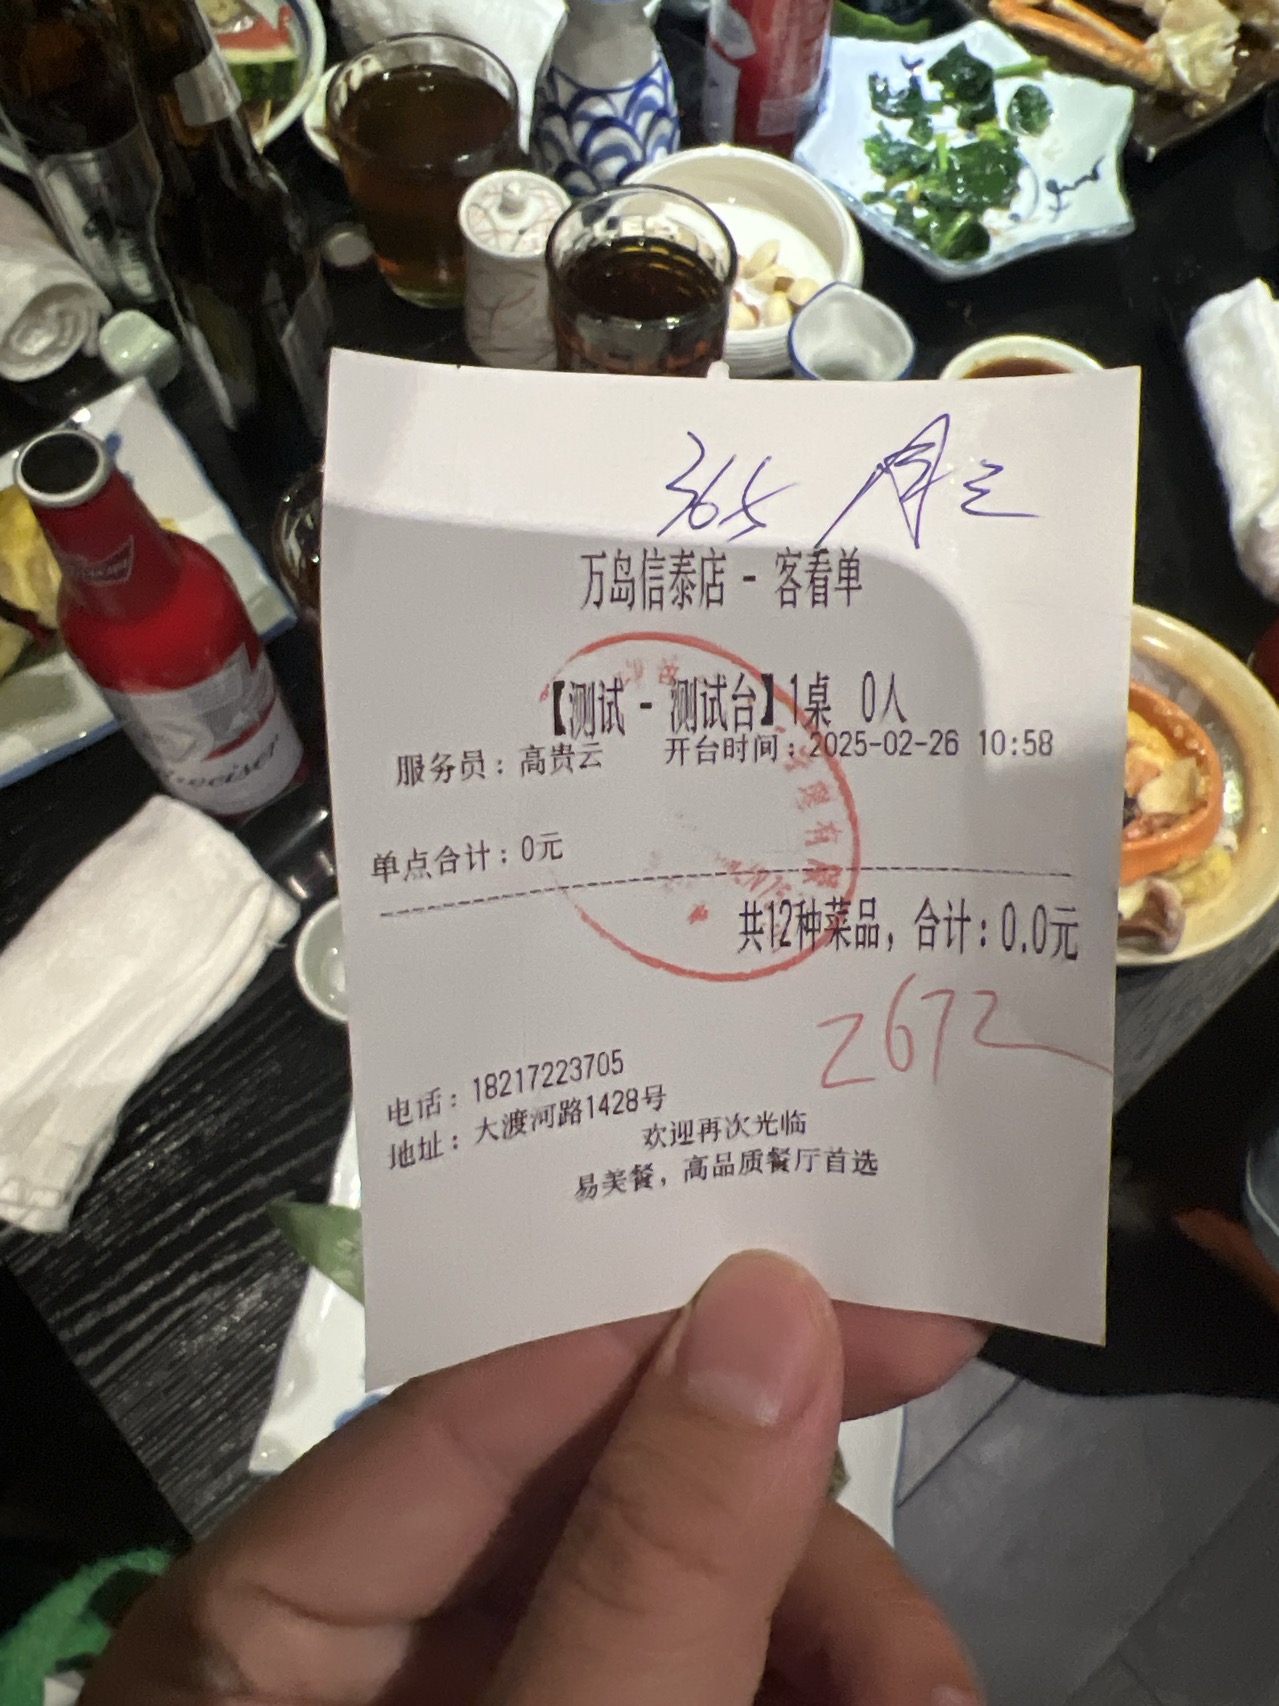 365
万岛信泰店 - 客看单
【测试 - 测试台】1桌 0人
服务员：高贵云 开台时间：2025-02-26 10:58
单点合计：0元
共12种菜品，合计：0.0元
2672
电话：18217223705
地址：大渡河路1428号
欢迎再次光临
易美餐，高品质餐厅首选
Budweiser